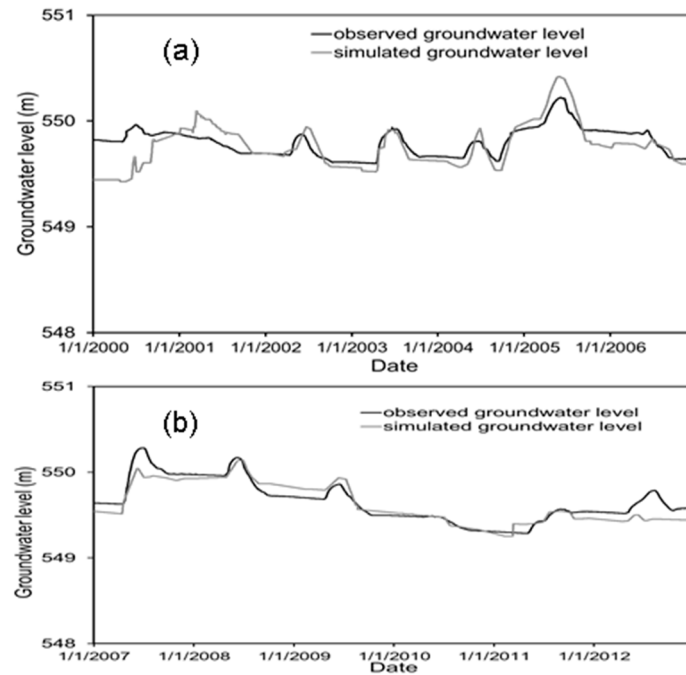 551
(a)
observed groundwater level
simulated groundwater level
550
549
548
Groundwater level (m)
1/1/2000 1/1/2001 1/1/2002 1/1/2003 1/1/2004 1/1/2005 1/1/2006
Date
551
(b)
observed groundwater level
simulated groundwater level
550
549
548
Groundwater level (m)
1/1/2007 1/1/2008 1/1/2009 1/1/2010 1/1/2011 1/1/2012
Date